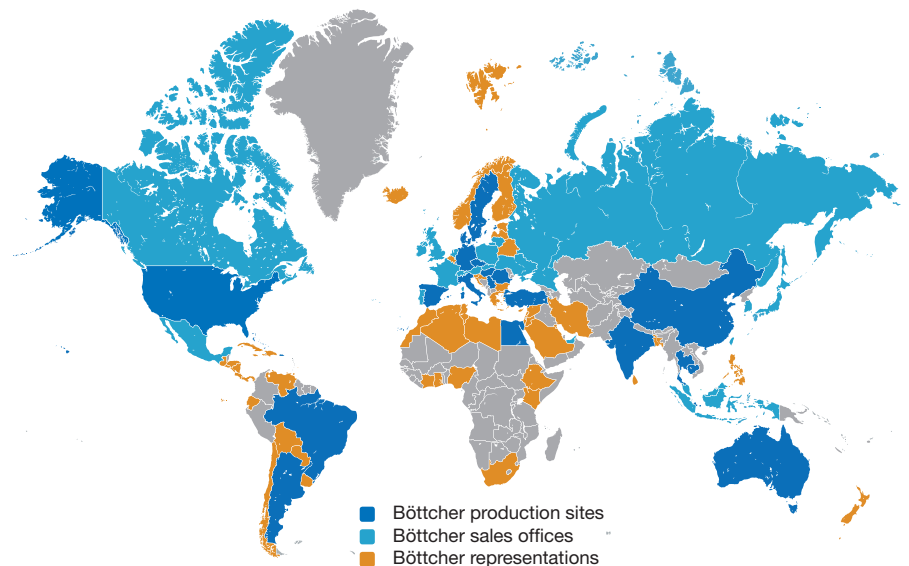 Böttcher production sites
Böttcher sales offices
Böttcher representations